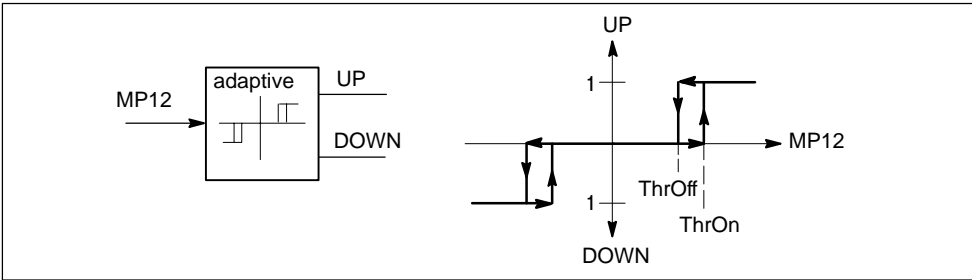 adaptive
MP12
UP
DOWN
UP
1
MP12
ThrOff
1
ThrOn
DOWN